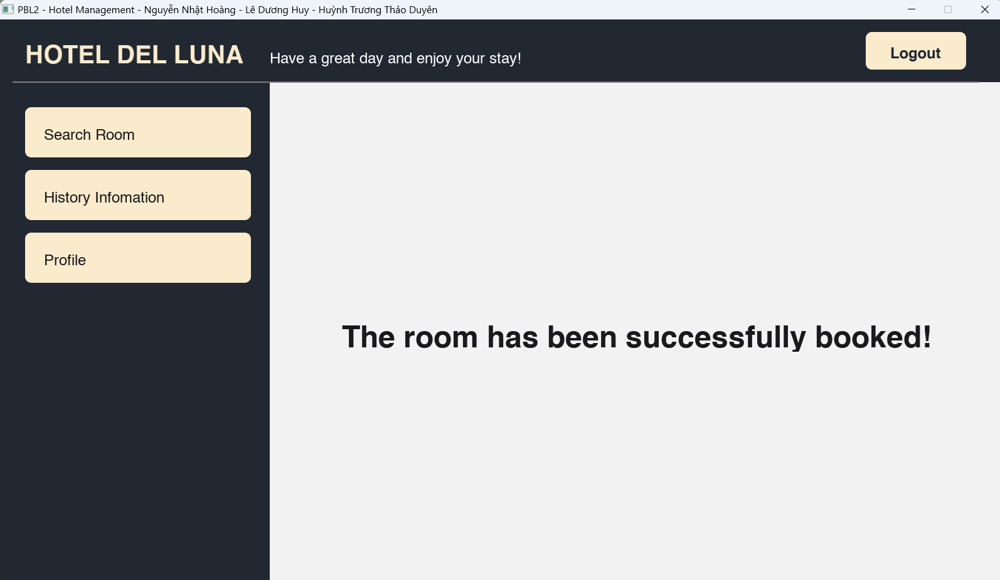 PBL2 - Hotel Management - Nguyễn Nhật Hoàng - Lê Dương Huy - Huỳnh Trương Thảo Duyên
HOTEL DEL LUNA
Have a great day and enjoy your stay!
Logout
Search Room
History Infomation
Profile
The room has been successfully booked!